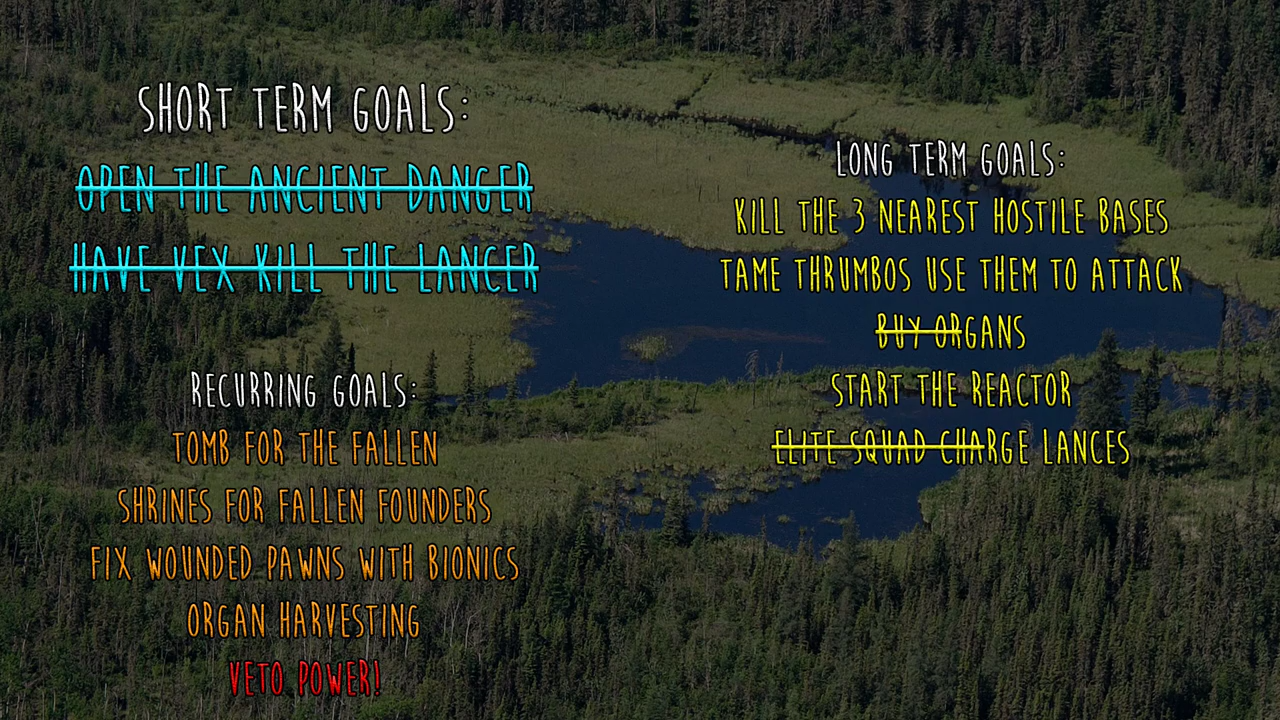 SHORT TERM GOALS:
OPEN THE ANCIENT DANGER
HAVE VEX KILL THE LANCER
RECURRING GOALS:
TOMB FOR THE FALLEN
SHRINES FOR FALLEN FOUNDERS
FIX WOUNDED PAWNS WITH BIONICS
ORGAN HARVESTING
VETO POWER!
LONG TERM GOALS:
KILL THE 3 NEAREST HOSTILE BASES
TAME THRUMBOS USE THEM TO ATTACK
BUY ORGANS
START THE REACTOR
ELITE SQUAD CHARGE LANCES